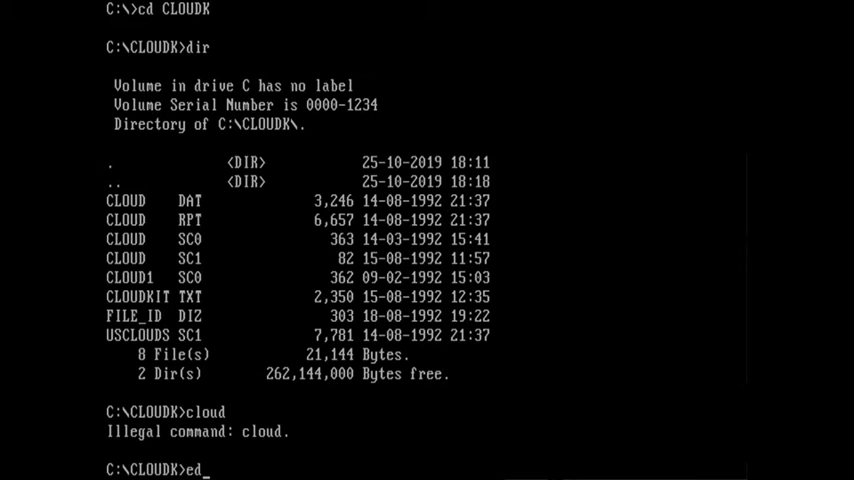 C:\>cd CLOUDK
C:\CLOUDK>dir
Volume in drive C has no label
Volume Serial Number is 0000-1234
Directory of C:\CLOUDK\.
. <DIR> 25-10-2019 18:11
.. <DIR> 25-10-2019 18:18
CLOUD DAT 3,246 14-08-1992 21:37
CLOUD RPT 6,657 14-08-1992 21:37
CLOUD SC0 363 14-03-1992 15:41
CLOUD SC1 82 15-08-1992 11:57
CLOUD1 SC0 362 09-02-1992 15:03
CLOUDKIT TXT 2,350 15-08-1992 12:35
FILE_ID DIZ 303 18-08-1992 19:22
USCLOUDS SC1 7,781 14-08-1992 21:37
8 File(s) 21,144 Bytes.
2 Dir(s) 262,144,000 Bytes free.
C:\CLOUDK>cloud
Illegal command: cloud.
C:\CLOUDK>ed_